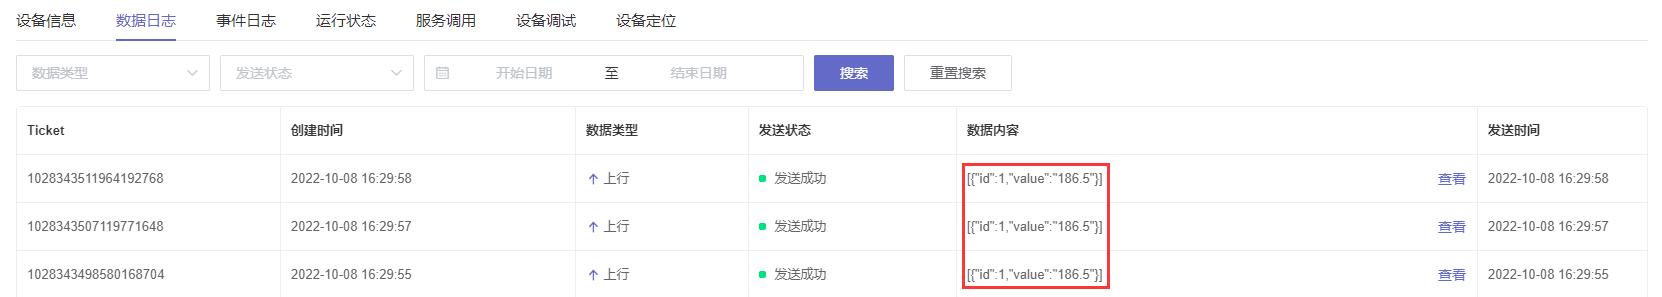 设备信息 数据日志 事件日志 运行状态 服务调用 设备调试 设备定位
数据类型 发送状态 开始日期 至 结束日期 搜索 重置搜索
Ticket 创建时间 数据类型 发送状态 数据内容 发送时间
1028343511964192768 2022-10-08 16:29:58 上行 发送成功 [{"id":1,"value":"186.5"}] 查看 2022-10-08 16:29:58
1028343507119771648 2022-10-08 16:29:57 上行 发送成功 [{"id":1,"value":"186.5"}] 查看 2022-10-08 16:29:57
1028343498580168704 2022-10-08 16:29:55 上行 发送成功 [{"id":1,"value":"186.5"}] 查看 2022-10-08 16:29:55